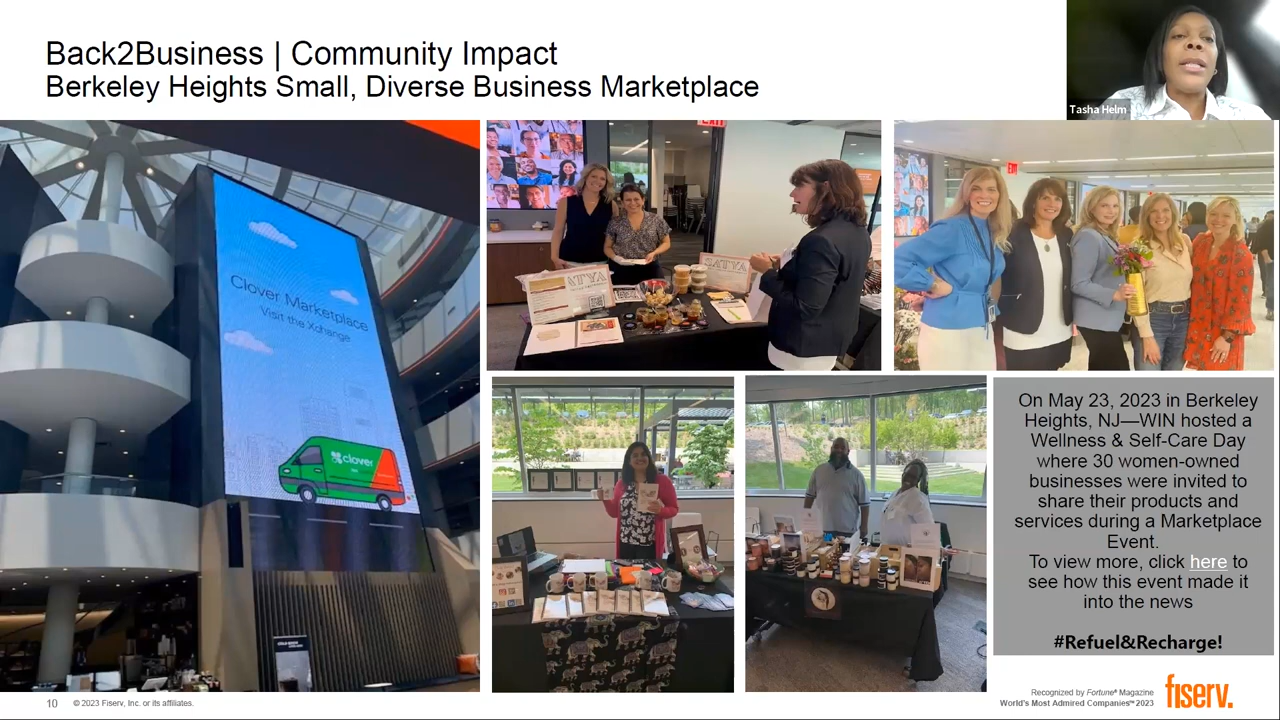 Back2Business | Community Impact
Berkeley Heights Small, Diverse Business Marketplace
Tasha Helm
EXIT
Clover Marketplace
Visit the Xchange
clover
SATYA
On May 23, 2023 in Berkeley
Heights, NJ—WIN hosted a
Wellness & Self-Care Day
where 30 women-owned
businesses were invited to
share their products and
services during a Marketplace
Event.
To view more, click here to
see how this event made it
into the news
#Refuel&Recharge!
10 © 2023 Fiserv, Inc. or its affiliates.
Recognized by Fortune® Magazine
World's Most Admired Companies™ 2023
fiserv.